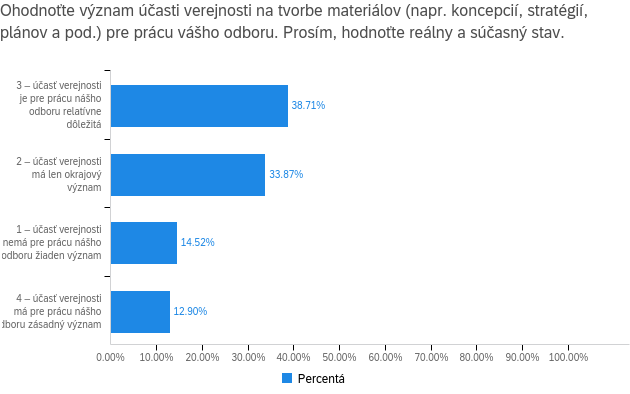 Ohodnoťte význam účasti verejnosti na tvorbe materiálov (napr. koncepcií, stratégií,
plánov a pod.) pre prácu vášho odboru. Prosím, hodnoťte reálny a súčasný stav.
3 – účasť verejnosti
je pre prácu nášho
odboru relatívne
dôležitá
38.71%
2 – účasť verejnosti
má len okrajový
význam
33.87%
1 – účasť verejnosti
nemá pre prácu nášho
odboru žiaden význam
14.52%
4 – účasť verejnosti
má pre prácu nášho
zásadný význam
12.90%
0.00% 10.00% 20.00% 30.00% 40.00% 50.00% 60.00% 70.00% 80.00% 90.00% 100.00%
Percentá